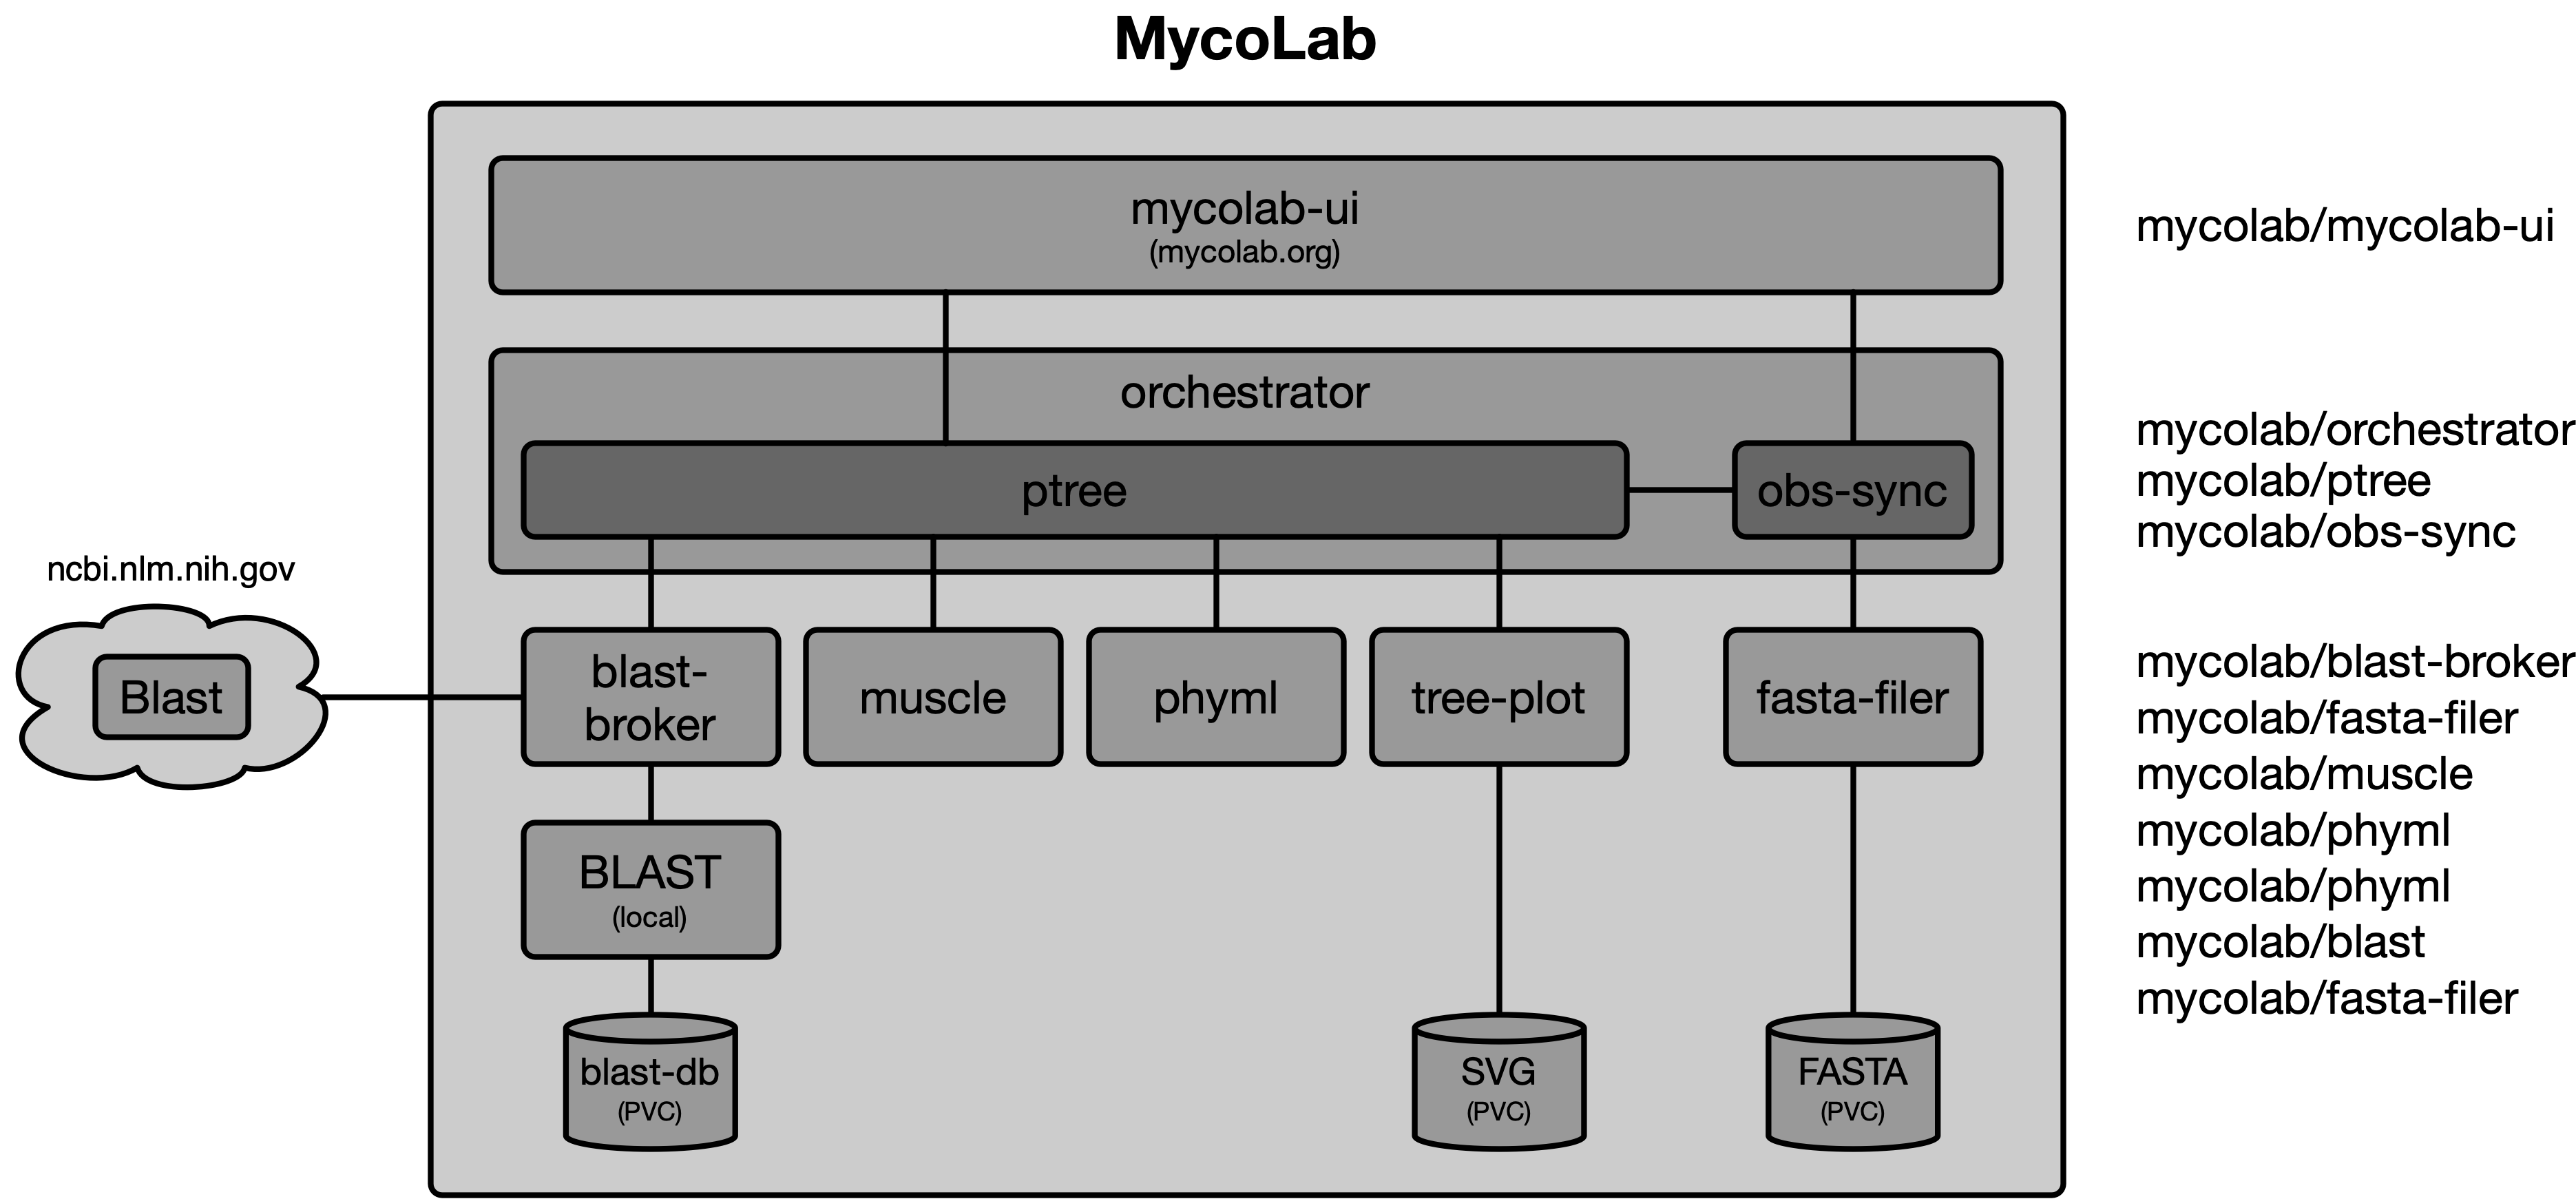 MycoLab
mycolab-ui
(mycolab.org)
mycolab/mycolab-ui
orchestrator
ptree
obs-sync
mycolab/orchestrator
mycolab/ptree
mycolab/obs-sync
ncbi.nlm.nih.gov
Blast
blast-
broker
muscle
phyml
tree-plot
fasta-filer
BLAST
(local)
blast-db
(PVC)
SVG
(PVC)
FASTA
(PVC)
mycolab/blast-broker
mycolab/fasta-filer
mycolab/muscle
mycolab/phyml
mycolab/phyml
mycolab/blast
mycolab/fasta-filer